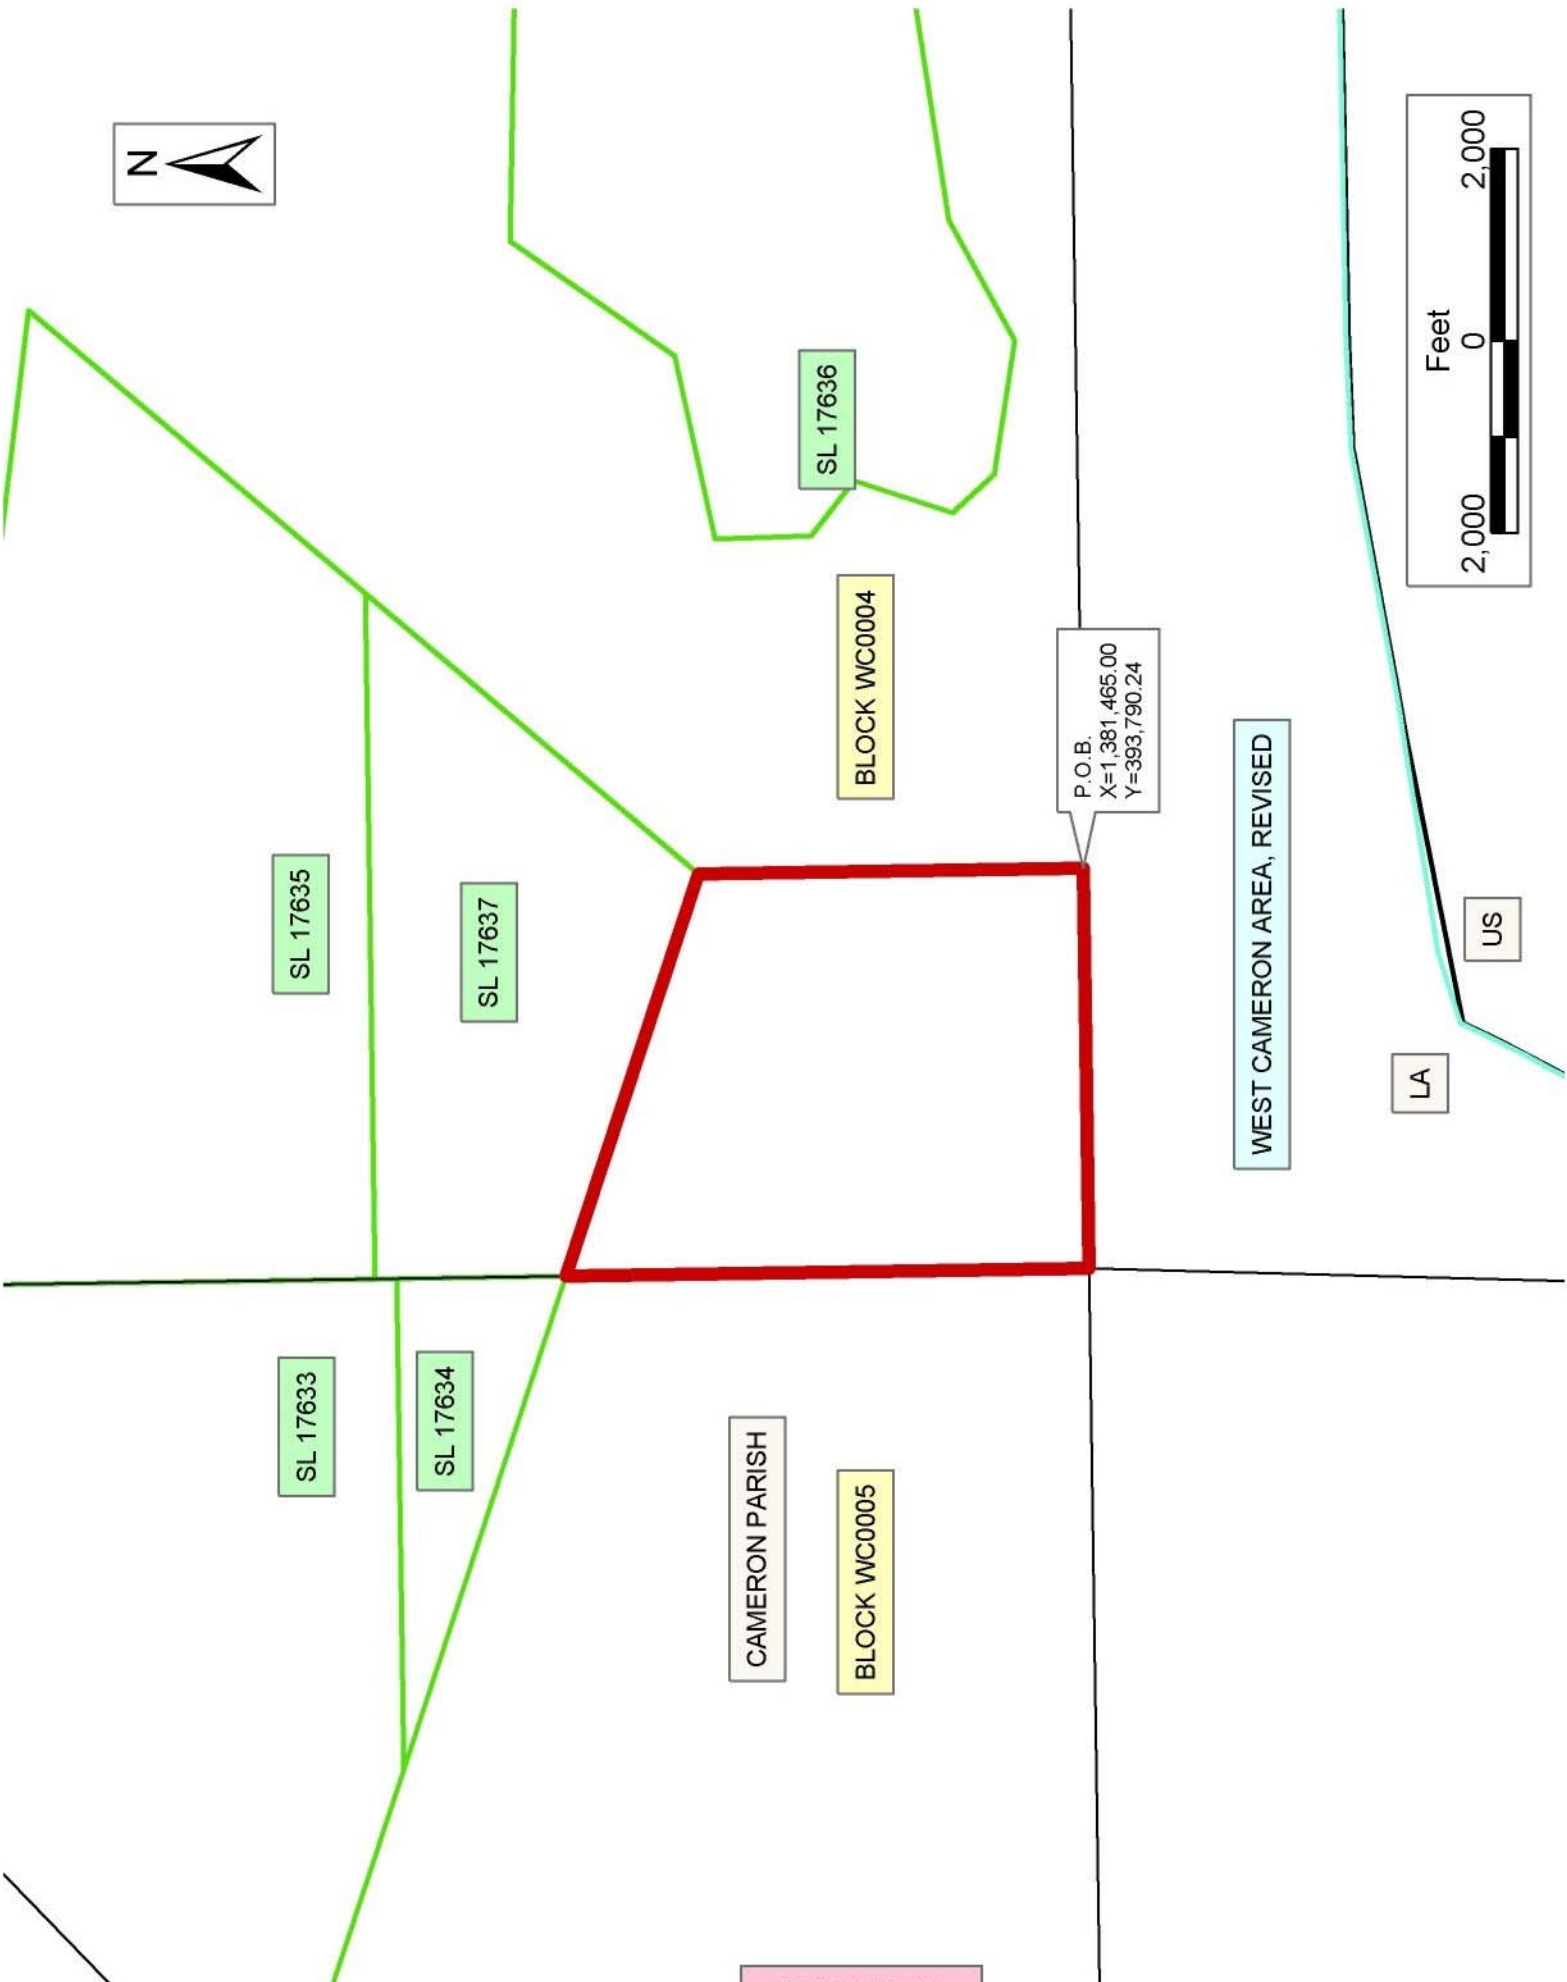 N
SL 17633
SL 17635
SL 17634
SL 17637
CAMERON PARISH
SL 17636
BLOCK WC0005
BLOCK WC0004
P.O.B.
X=1,381,465.00
Y=393,790.24
WEST CAMERON AREA, REVISED
LA
US
Feet
2,000 0 2,000